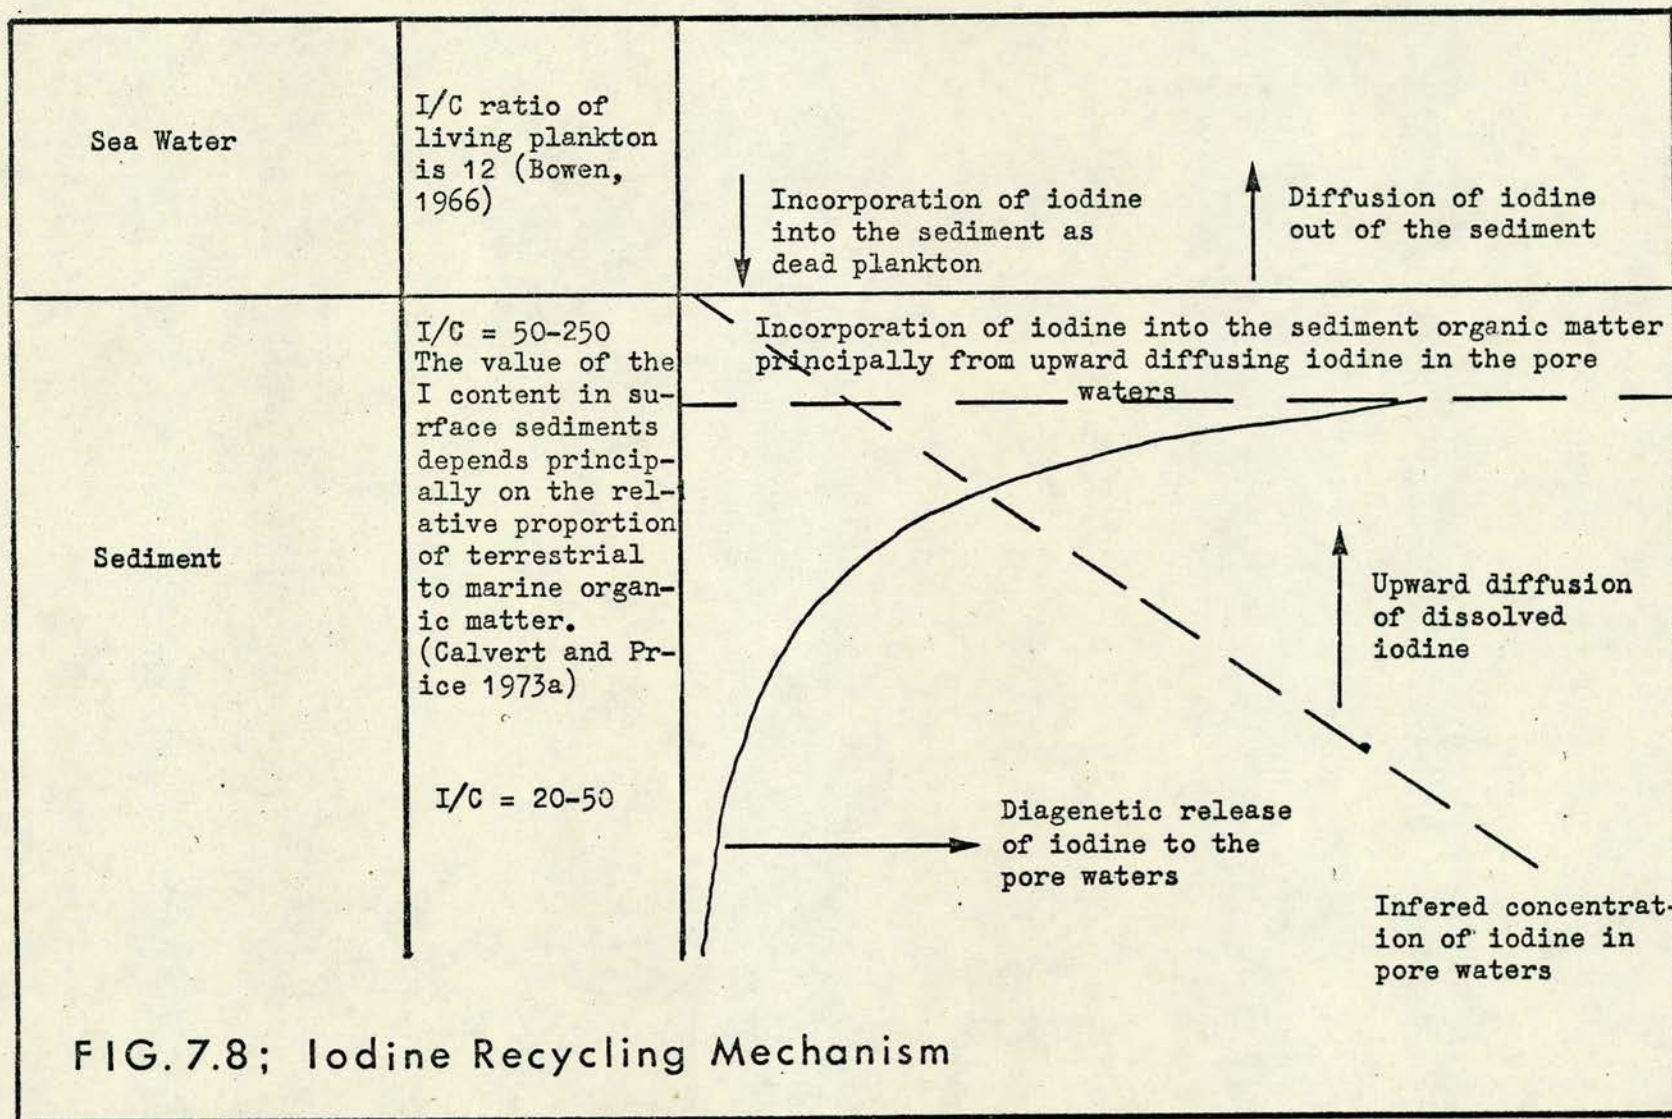 Sea Water
I/C ratio of
living plankton
is 12 (Bowen,
1966)
Incorporation of iodine
into the sediment as
dead plankton
Diffusion of iodine
out of the sediment
Sediment
I/C = 50-250
The value of the
I content in su-
rface sediments
depends princip-
ally on the rel-
ative proportion
of terrestrial
to marine organ-
ic matter.
(Calvert and Pr-
ice 1973a)
I/C = 20-50
Incorporation of iodine into the sediment organic matter
principally from upward diffusing iodine in the pore
waters
Upward diffusion
of dissolved
iodine
Diagenetic release
of iodine to the
pore waters
Infered concentrat-
ion of iodine in
pore waters
FIG. 7.8; Iodine Recycling Mechanism